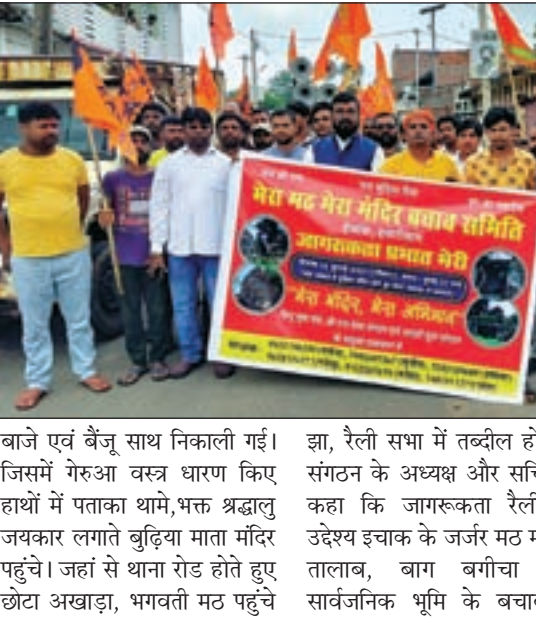 मेरा मठ मेरा मंदिर बचाव समिति
इचाक, हजारीबाग
जागरूकता प्रभात फेरी
"मेरा मंदिर, मेरा अभिमान"
बाजे एवं बैंजू साथ निकाली गई।
जिसमें गेरुआ वस्त्र धारण किए
हाथों में पताका थामे,भक्त श्रद्धालु
जयकार लगाते बुढ़िया माता मंदिर
पहुंचे। जहां से थाना रोड होते हुए
छोटा अखाड़ा, भगवती मठ पहुंचे
झा, रैली सभा में तब्दील हो
संगठन के अध्यक्ष और सचि
कहा कि जागरूकता रैली
उद्देश्य इचाक के जर्जर मठ म
तालाब, बाग बगीचा
सार्वजनिक भूमि के बचाव